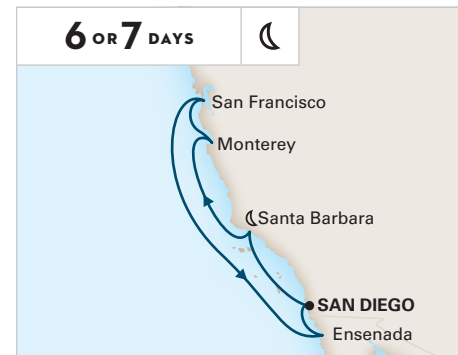 6 OR 7 DAYS
San Francisco
Monterey
Santa Barbara
SAN DIEGO
Ensenada